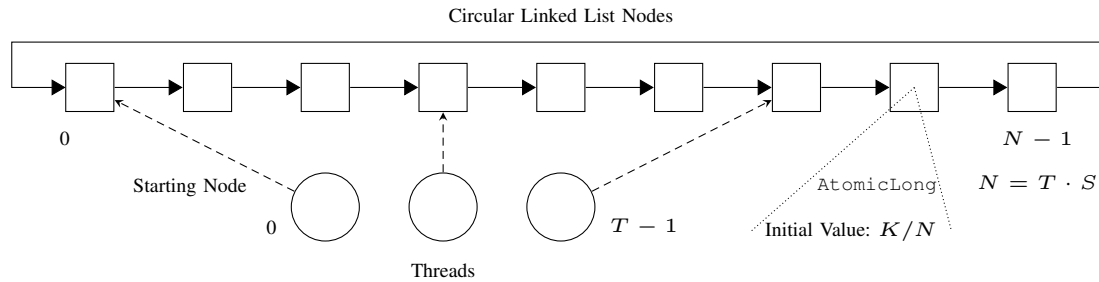 Circular Linked List Nodes
0
N − 1
Starting Node
AtomicLong
N = T · S
0
T − 1
Initial Value: K/N
Threads